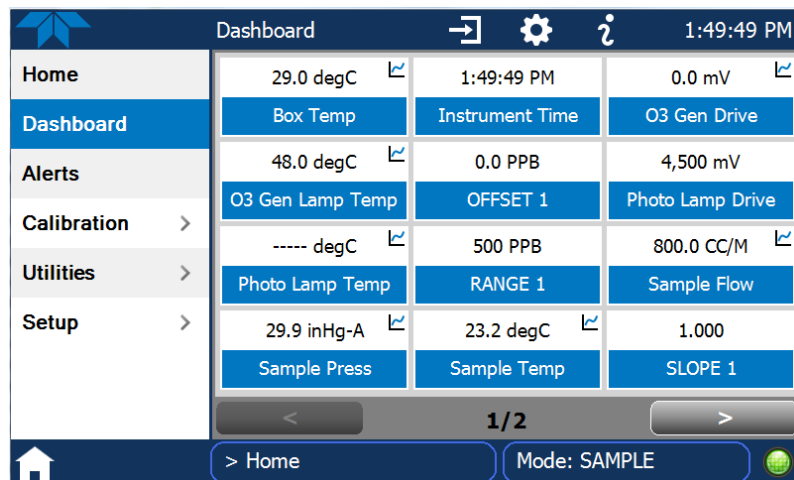 Dashboard
1:49:49 PM
Home
Dashboard
Alerts
Calibration
Utilities
Setup
29.0 degC
1:49:49 PM
0.0 mV
Box Temp
Instrument Time
O3 Gen Drive
48.0 degC
0.0 PPB
4,500 mV
O3 Gen Lamp Temp
OFFSET 1
Photo Lamp Drive
----- degC
500 PPB
800.0 CC/M
Photo Lamp Temp
RANGE 1
Sample Flow
29.9 inHg-A
23.2 degC
1.000
Sample Press
Sample Temp
SLOPE 1
<
1/2
>
> Home
Mode: SAMPLE